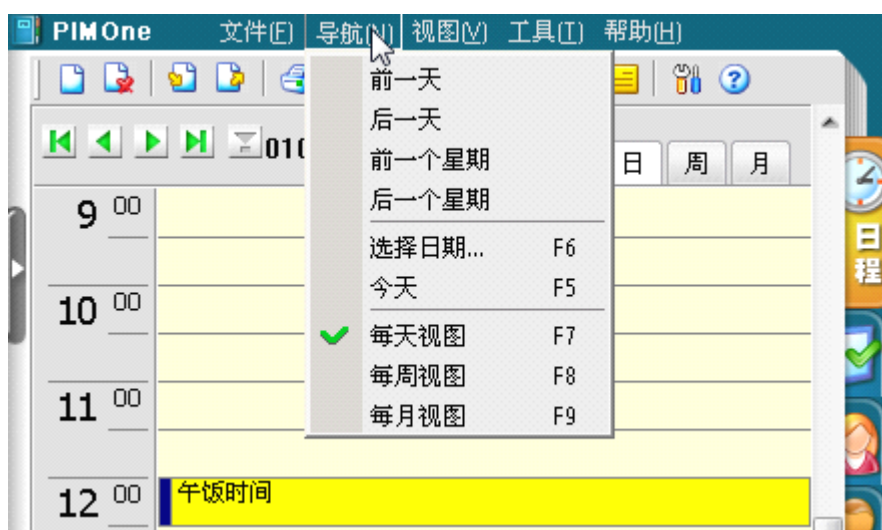 PIMOne 文件(F) 导航(N) 视图(V) 工具(T) 帮助(H)
前一天
后一天
前一个星期
后一个星期
选择日期... F6
今天 F5
每天视图 F7
每周视图 F8
每月视图 F9
010
日 周 月
9 00
10 00
11 00
12 00
午饭时间
日程